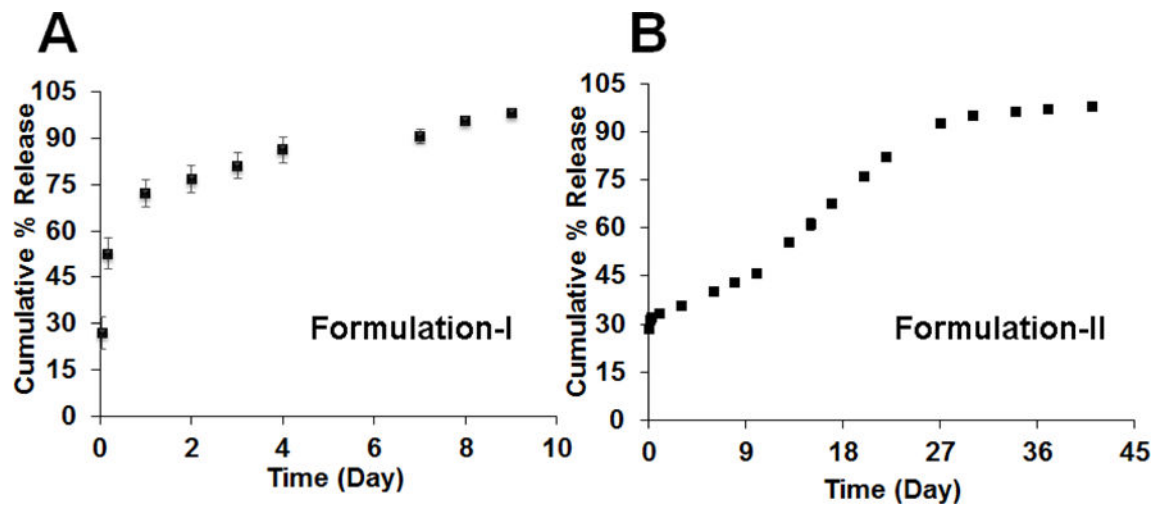 A
Cumulative % Release
105
90
75
60
45
30
15
0
0 2 4 6 8 10
Time (Day)
Formulation-I
B
Cumulative % Release
105
90
75
60
45
30
15
0
0 9 18 27 36 45
Time (Day)
Formulation-II